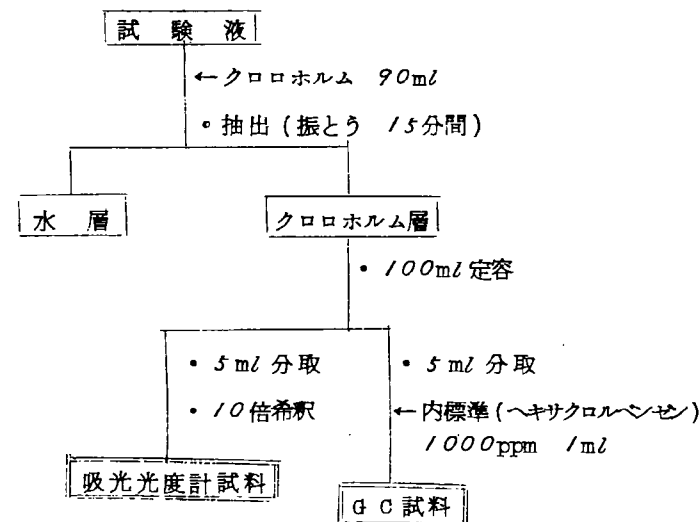 試験液
←クロロホルム 90ml
・抽出(振とう 15分間)
水層
クロロホルム層
・100ml定容
・5ml分取
・5ml分取
・10倍希釈
←内標準(ヘキサクロルベンゼン)
1000ppm 1ml
吸光光度計試料
GC試料